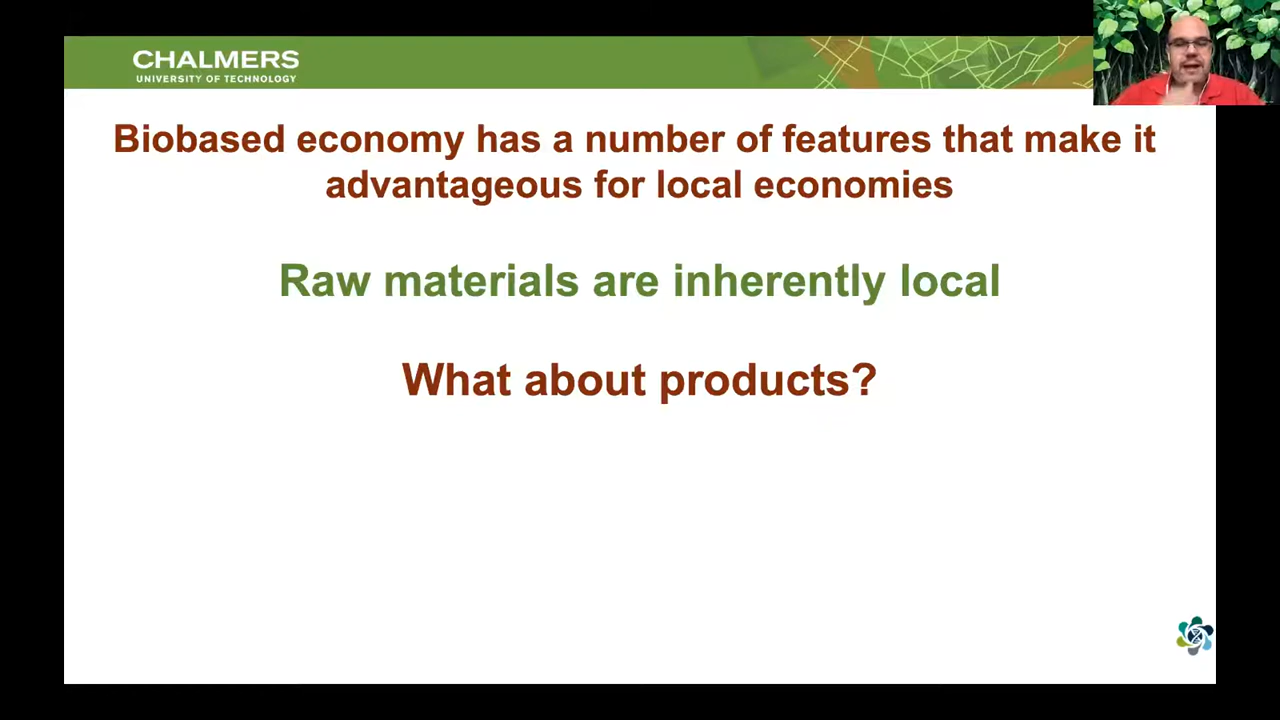 CHALMERS
UNIVERSITY OF TECHNOLOGY
Biobased economy has a number of features that make it
advantageous for local economies
Raw materials are inherently local
What about products?